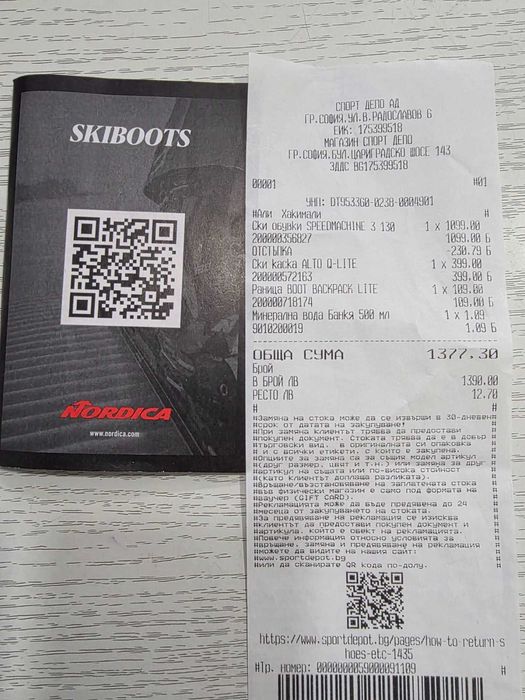 SKIBOOTS
NORDICA
www.nordica.com
СПОРТ ДЕПО АД
ГР.СОФИЯ.УЛ.В.РАДОСЛАВОВ 6
ЕИК: 175399518
МАГАЗИН СПОРТ ДЕПО
ГР.СОФИЯ.БУЛ.ЦАРИГРАДСКО ШОСЕ 143
ЗДДС BG175399518
00001 #01
УНП: DT953360-0238-0004901
#Али Хакимали #
Ски обувки SPEEDMACHINE 3 130 1 x 1099.00
200000356827 1099.00 Б
ОТСТЪПКА -230.79 Б
Ски каска ALTO Q-LITE 1 x 399.00
200000572163 399.00 Б
Раница BOOT BACKPACK LITE 1 x 109.00
200000718174 109.00 Б
Минерална вода Банкя 500 мл 1 x 1.09
9010200019 1.09 Б
ОБЩА СУМА 1377.30
Брой
В БРОЙ ЛВ 1390.00
РЕСТО ЛВ 12.70
# #
#Замяна на стока може да се извърши в 30-дневен#
#срок от датата на закупуване! #
#При замяна клиентът трябва да предостави #
#покупен документ. Стоката трябва да е в добър #
#търговски вид, в оригиналната си опаковка #
#и с всички етикети, с които е закупена. #
#Опциите за замяна са за същия модел артикул #
#(друг размер, цвят и т.н.) или замяна за друг #
#артикул на същата или по-висока стойност #
#(като клиентът доплаща разликата). #
#Връщане/възстановяване на заплатената стока #
#във физически магазин е само под формата на #
#ваучер (GIFT CARD). #
#Рекламацията може да бъде предявена до 24 #
#месеца от закупуването на стоката. #
#За предявяване на рекламация се изисква #
#клиентът да предостави покупен документ и #
#артикула, който е обект на рекламацията. #
#Повече информация относно условията за #
#връщане, замяна и предявяване на рекламация #
#можете да видите на нашия сайт: #
#www.sportdepot.bg #
#или да сканирате QR кода по-долу. #
https://www.sportdepot.bg/pages/how-to-return-s
hoes-etc-1435
#Тр. номер: 0000000059000091109 #